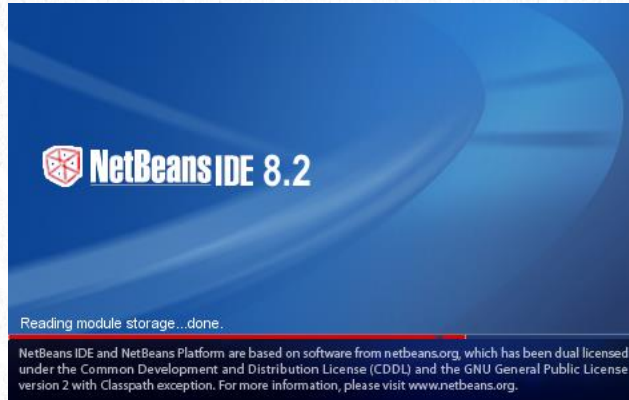 NetBeans IDE 8.2
Reading module storage...done.
NetBeans IDE and NetBeans Platform are based on software from netbeans.org, which has been dual licensed
under the Common Development and Distribution License (CDDL) and the GNU General Public License
version 2 with Classpath exception. For more information, please visit www.netbeans.org.